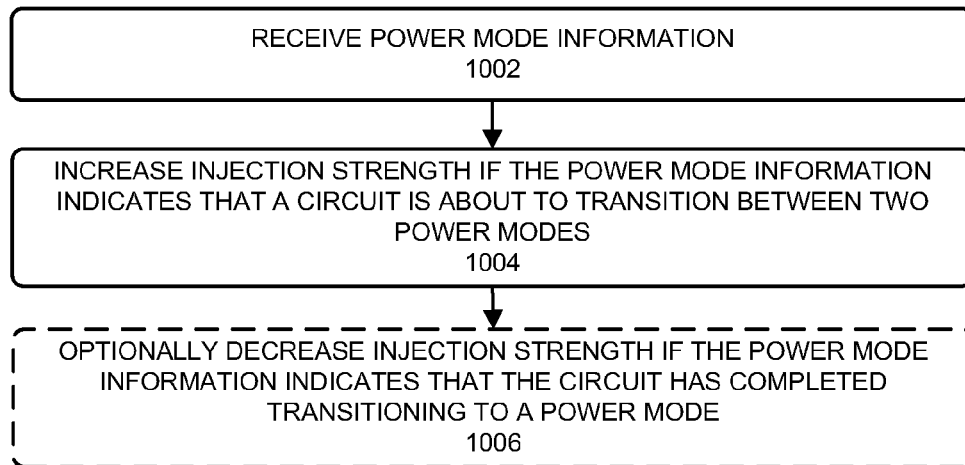 RECEIVE POWER MODE INFORMATION
1002
INCREASE INJECTION STRENGTH IF THE POWER MODE INFORMATION
INDICATES THAT A CIRCUIT IS ABOUT TO TRANSITION BETWEEN TWO
POWER MODES
1004
OPTIONALLY DECREASE INJECTION STRENGTH IF THE POWER MODE
INFORMATION INDICATES THAT THE CIRCUIT HAS COMPLETED
TRANSITIONING TO A POWER MODE
1006